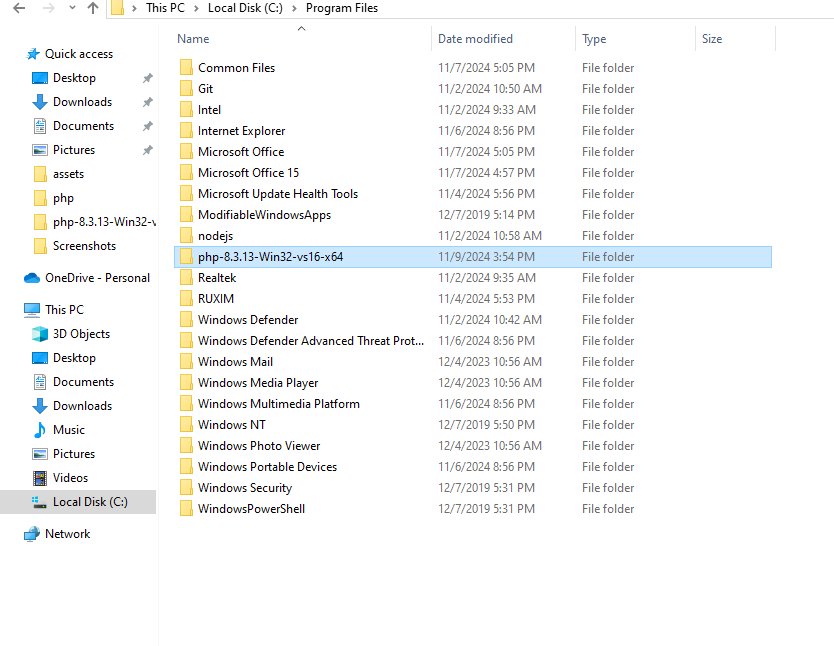 This PC > Local Disk (C:) > Program Files
Name Date modified Type Size
Quick access
Desktop
Downloads
Documents
Pictures
assets
php
php-8.3.13-Win32-v
Screenshots
OneDrive - Personal
This PC
3D Objects
Desktop
Documents
Downloads
Music
Pictures
Videos
Local Disk (C:)
Network
Common Files 11/7/2024 5:05 PM File folder
Git 11/2/2024 10:50 AM File folder
Intel 11/2/2024 9:33 AM File folder
Internet Explorer 11/6/2024 8:56 PM File folder
Microsoft Office 11/7/2024 5:05 PM File folder
Microsoft Office 15 11/7/2024 4:57 PM File folder
Microsoft Update Health Tools 11/4/2024 5:56 PM File folder
ModifiableWindowsApps 12/7/2019 5:14 PM File folder
nodejs 11/2/2024 10:58 AM File folder
php-8.3.13-Win32-vs16-x64 11/9/2024 3:54 PM File folder
Realtek 11/2/2024 9:35 AM File folder
RUXIM 11/4/2024 5:53 PM File folder
Windows Defender 11/2/2024 10:42 AM File folder
Windows Defender Advanced Threat Prot... 11/6/2024 8:56 PM File folder
Windows Mail 12/4/2023 10:56 AM File folder
Windows Media Player 12/4/2023 10:56 AM File folder
Windows Multimedia Platform 11/6/2024 8:56 PM File folder
Windows NT 12/7/2019 5:50 PM File folder
Windows Photo Viewer 12/4/2023 10:56 AM File folder
Windows Portable Devices 11/6/2024 8:56 PM File folder
Windows Security 12/7/2019 5:31 PM File folder
WindowsPowerShell 12/7/2019 5:31 PM File folder